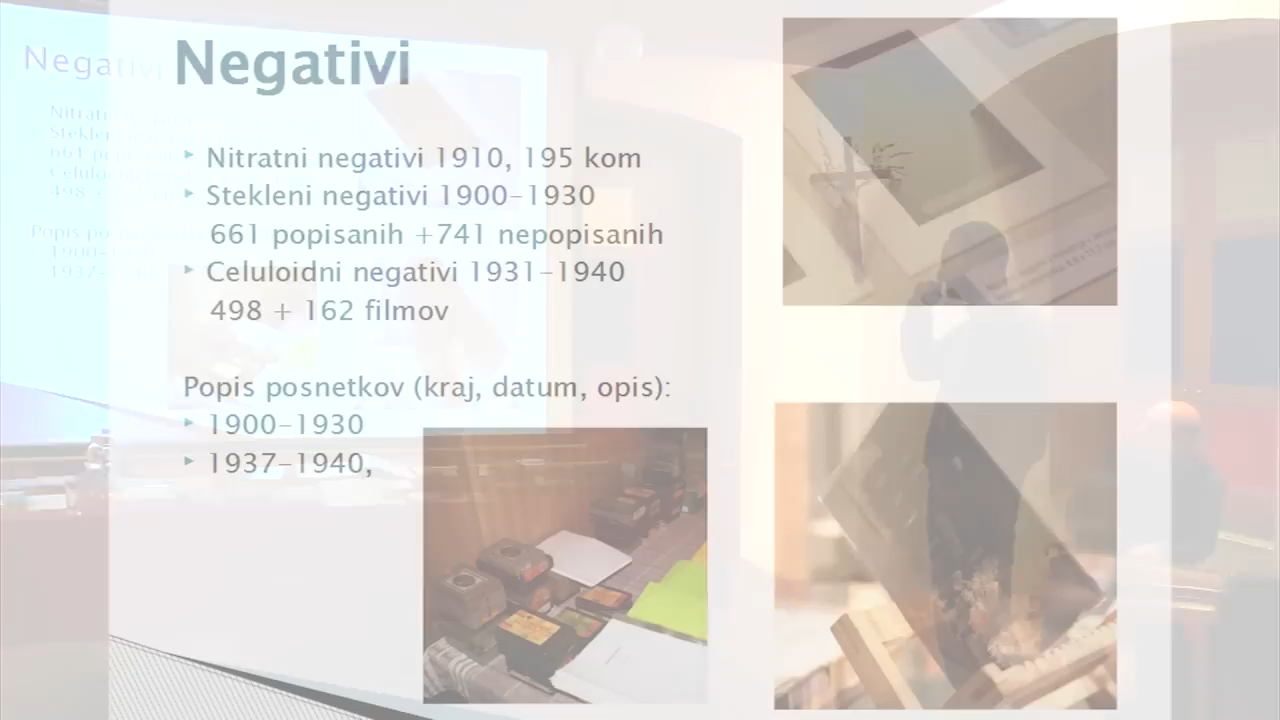 Negativi
Nitratni negativi 1910, 195 kom
Stekleni negativi 1900-1930
661 popisanih +741 nepopisanih
Celuloidni negativi 1931-1940
498 + 162 filmov
Popis posnetkov (kraj, datum, opis):
1900-1930
1937-1940,